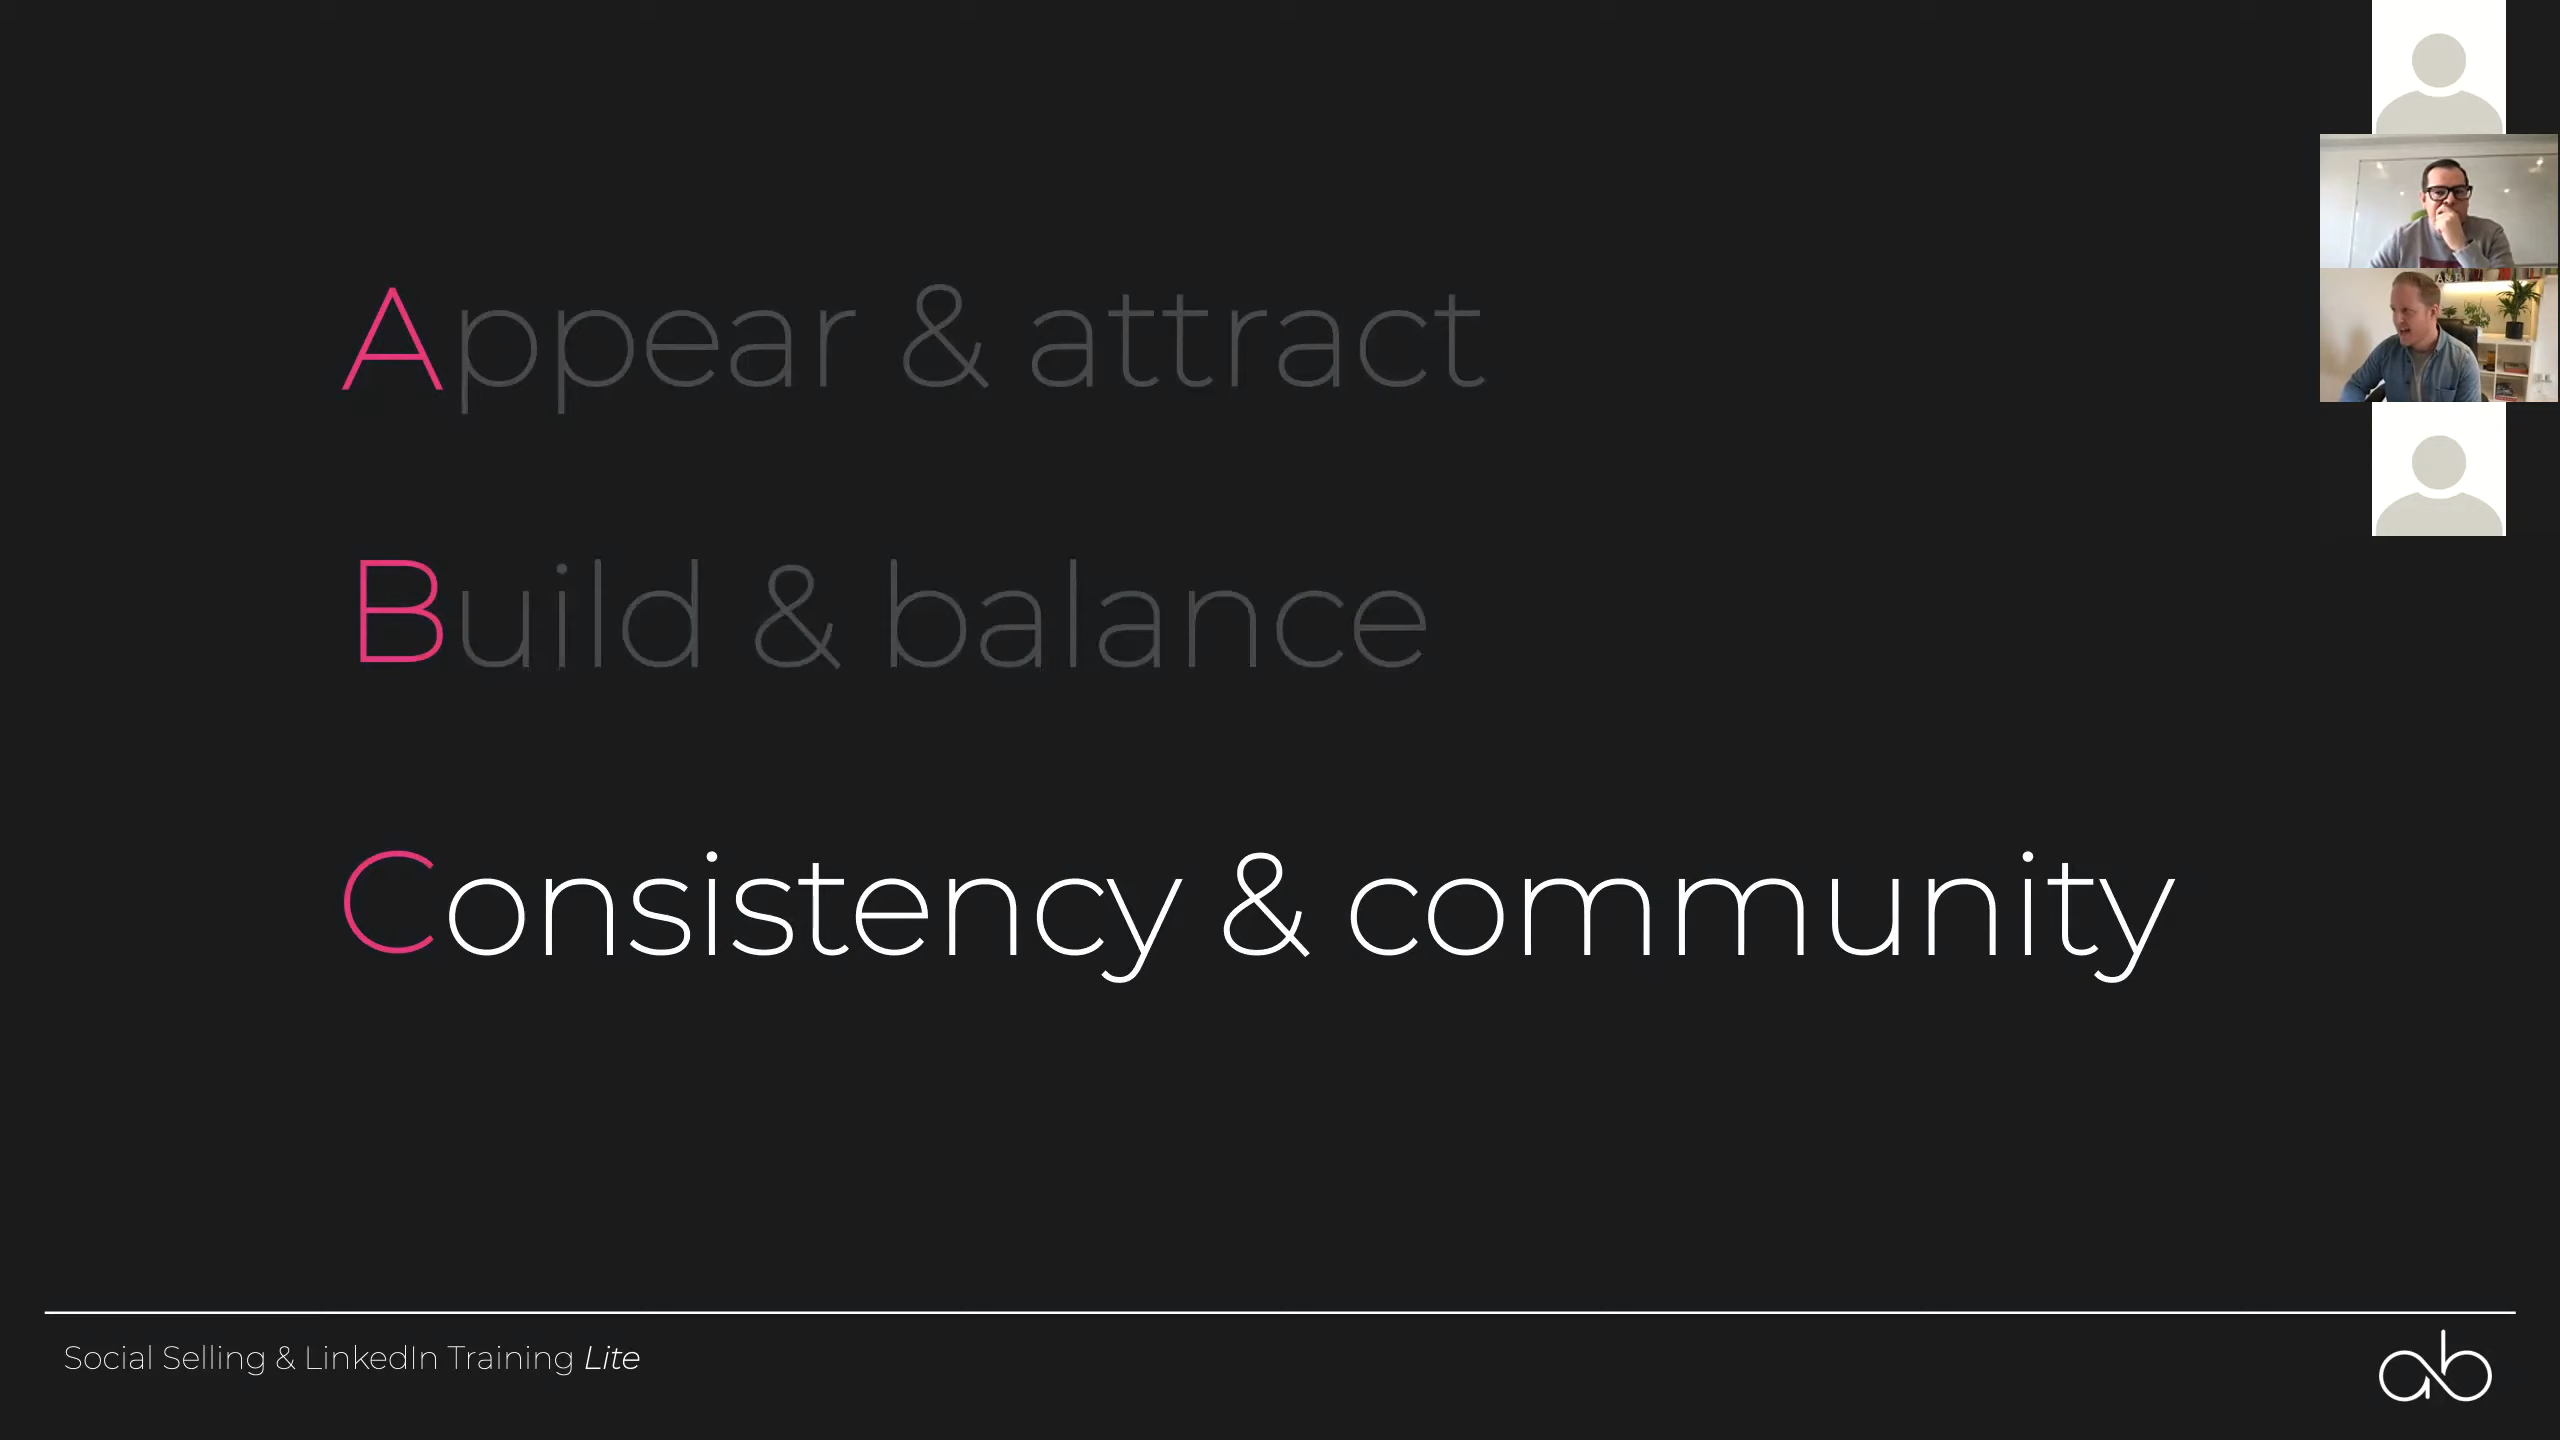 Appear & attract
Build & balance
Consistency & community
Social Selling & LinkedIn Training Lite
ab